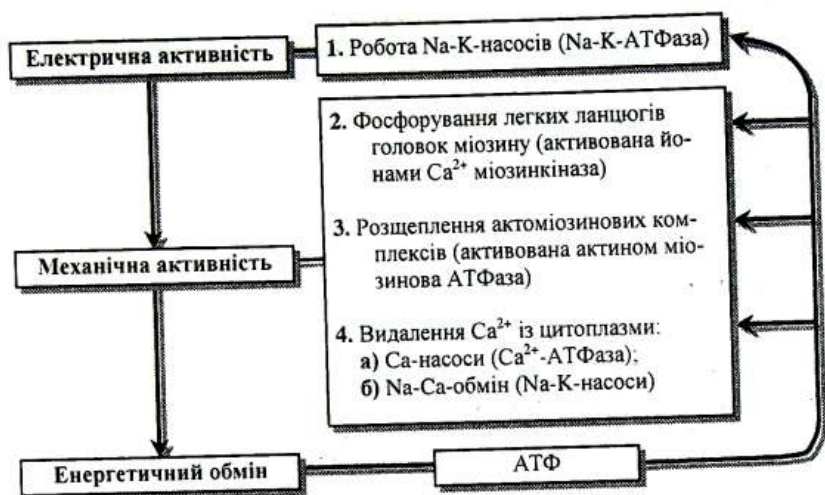 Електрична активність
1. Робота Na-K-насосів (Na-K-АТФаза)
2. Фосфорування легких ланцюгів
головок міозину (активована йо-
нами Ca²⁺ міозинкіназа)
3. Розщеплення актоміозинових ком-
плексів (активована актином міо-
зинова АТФаза)
Механічна активність
4. Видалення Ca²⁺ із цитоплазми:
а) Ca-насоси (Ca²⁺-АТФаза);
б) Na-Ca-обмін (Na-K-насоси)
Енергетичний обмін
АТФ